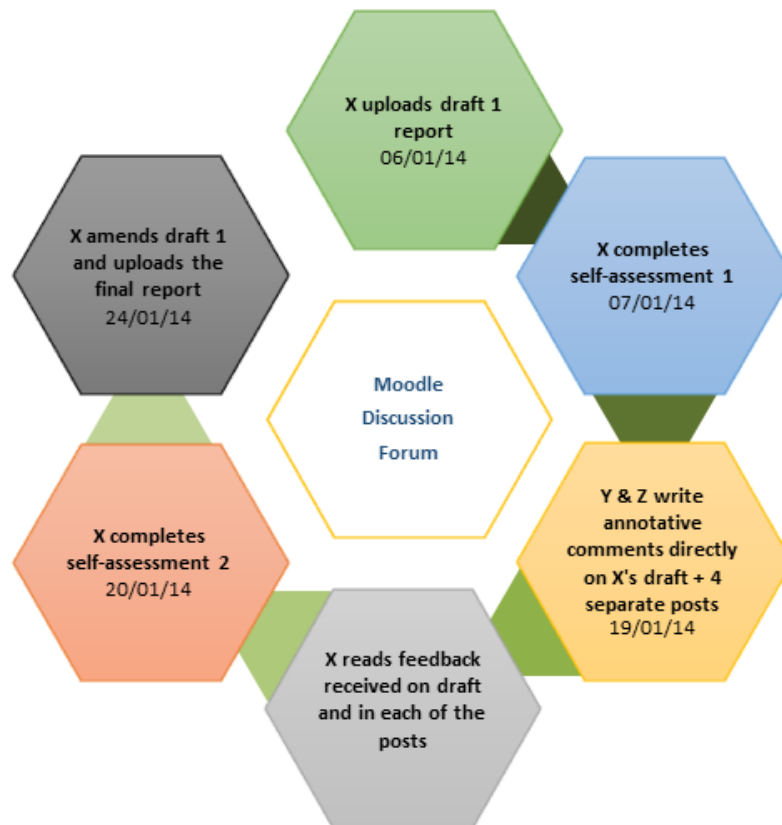 X uploads draft 1
report
06/01/14
X completes
self-assessment 1
07/01/14
Y & Z write
annotative
comments directly
on X's draft + 4
separate posts
19/01/14
X reads feedback
received on draft
and in each of the
posts
X completes
self-assessment 2
20/01/14
X amends draft 1
and uploads the
final report
24/01/14
Moodle
Discussion
Forum